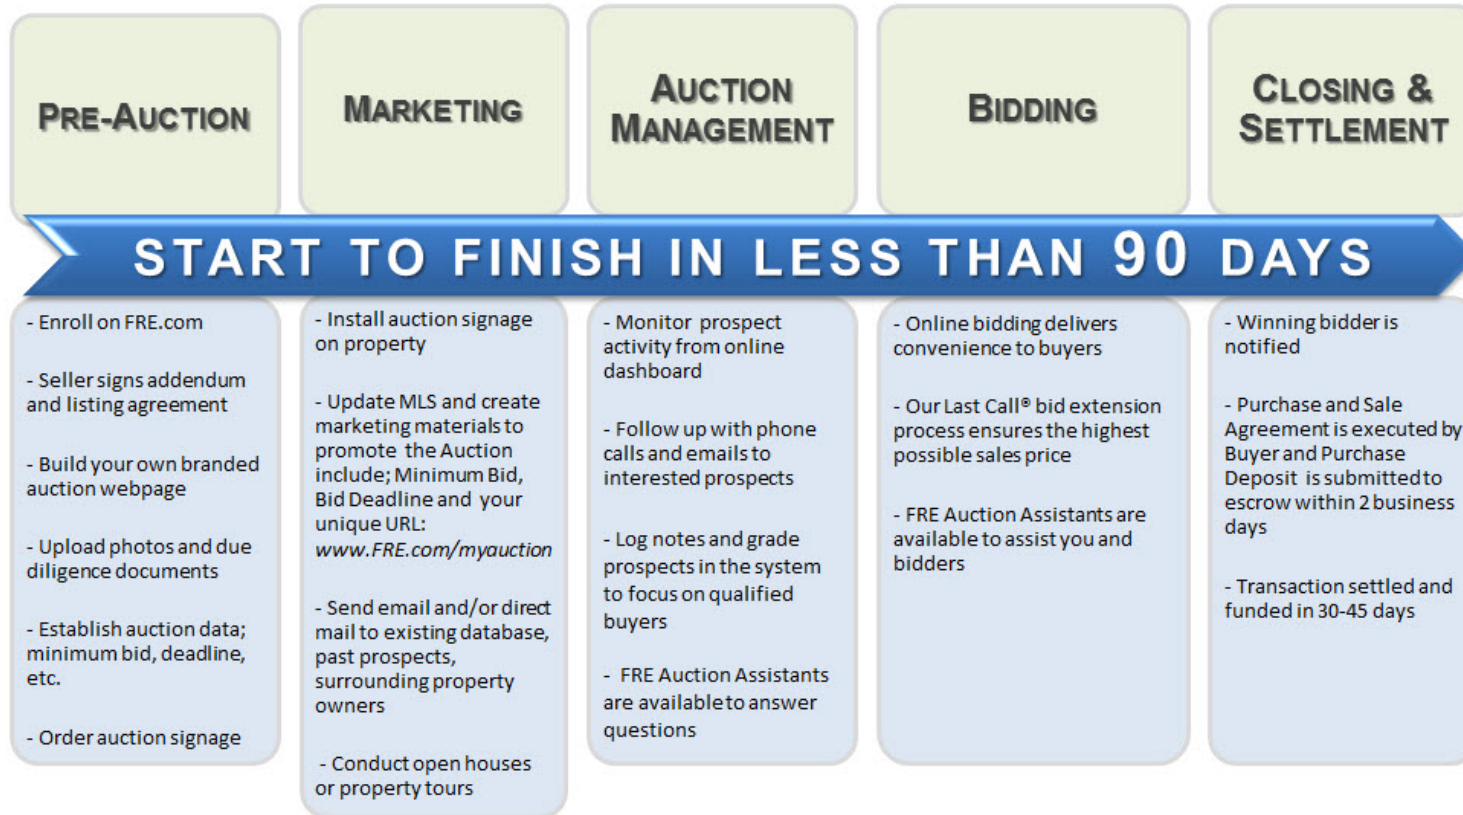 PRE-AUCTION
MARKETING
AUCTION
MANAGEMENT
BIDDING
CLOSING &
SETTLEMENT
START TO FINISH IN LESS THAN 90 DAYS
- Enroll on FRE.com
- Seller signs addendum
and listing agreement
- Build your own branded
auction webpage
- Upload photos and due
diligence documents
- Establish auction data;
minimum bid, deadline,
etc.
- Order auction signage
- Install auction signage
on property
- Update MLS and create
marketing materials to
promote the Auction
include; Minimum Bid,
Bid Deadline and your
unique URL:
www.FRE.com/myauction
- Send email and/or direct
mail to existing database,
past prospects,
surrounding property
owners
- Conduct open houses
or property tours
- Monitor prospect
activity from online
dashboard
- Follow up with phone
calls and emails to
interested prospects
- Log notes and grade
prospects in the system
to focus on qualified
buyers
- FRE Auction Assistants
are available to answer
questions
- Online bidding delivers
convenience to buyers
- Our Last Call® bid extension
process ensures the highest
possible sales price
- FRE Auction Assistants are
available to assist you and
bidders
- Winning bidder is
notified
- Purchase and Sale
Agreement is executed by
Buyer and Purchase
Deposit is submitted to
escrow within 2 business
days
- Transaction settled and
funded in 30-45 days